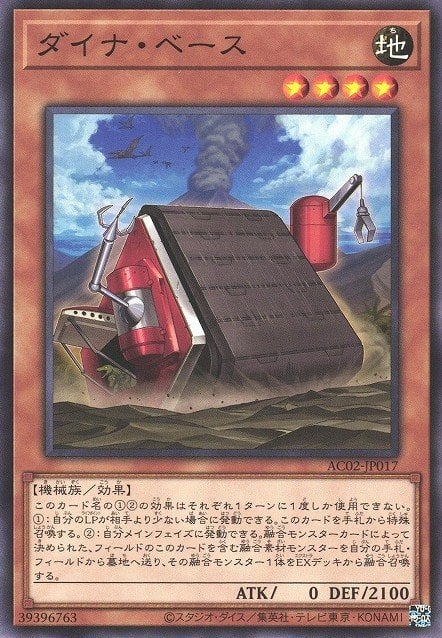 ダイナ・ベース
地
AC02-JP017
【機械族／効果】
このカード名の①②の効果はそれぞれ1ターンに1度しか使用できない。
①：自分のLPが相手より少ない場合に発動できる。このカードを手札から特殊
召喚する。②：自分メインフェイズに発動できる。融合モンスターカードによって
決められた、フィールドのこのカードを含む融合素材モンスターを自分の手札・
フィールドから墓地へ送り、その融合モンスター1体をEXデッキから融合召喚
する。
ATK/ 0 DEF/2100
39396763 ©スタジオ・ダイス／集英社・テレビ東京・KONAMI